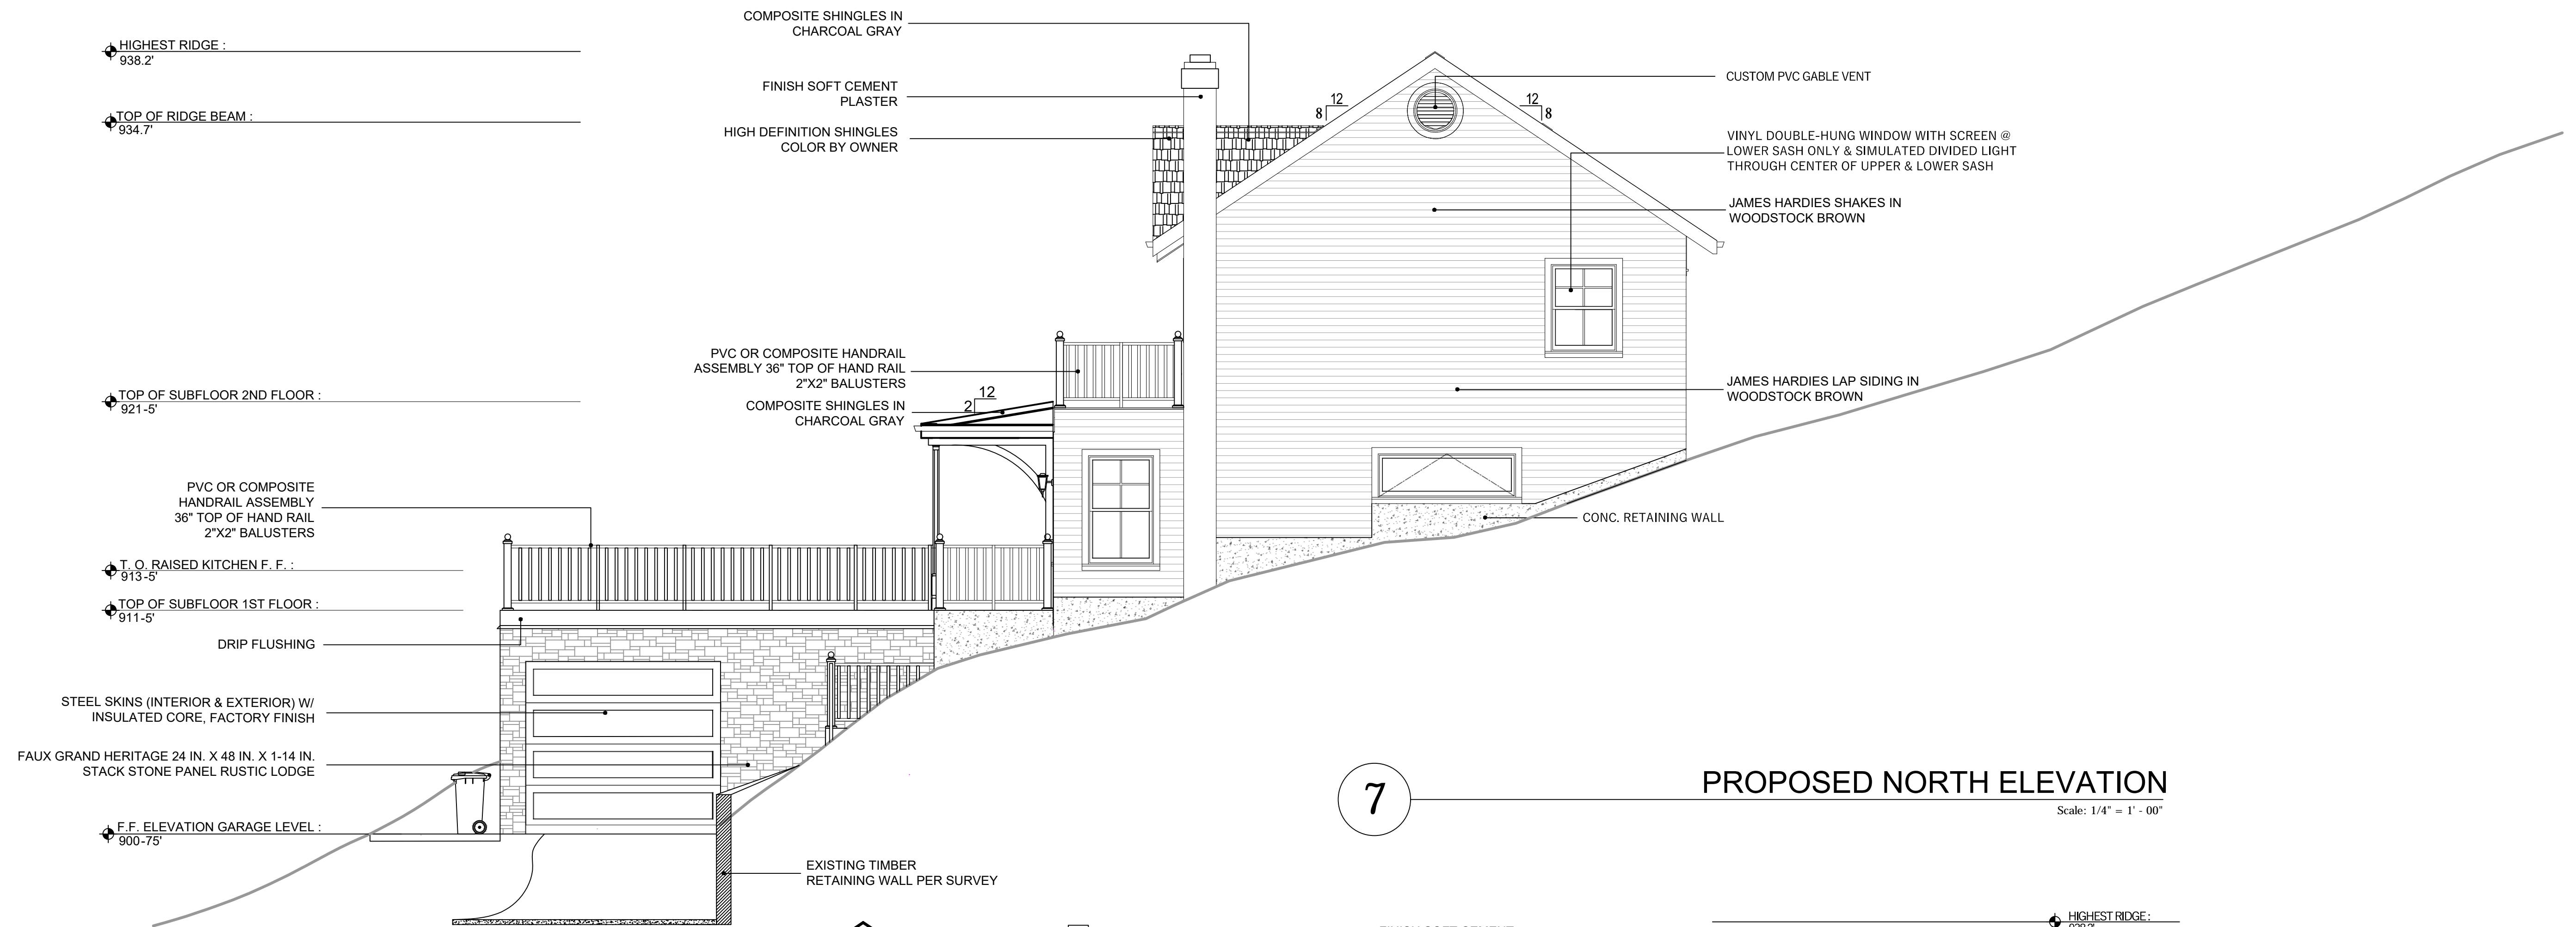 HIGHEST RIDGE :
938.2'
TOP OF RIDGE BEAM :
934.7'
TOP OF SUBFLOOR 2ND FLOOR :
921-5'
PVC OR COMPOSITE
HANDRAIL ASSEMBLY
36" TOP OF HAND RAIL
2"X2" BALUSTERS
T. O. RAISED KITCHEN F. F. :
913-5'
TOP OF SUBFLOOR 1ST FLOOR :
911-5'
DRIP FLUSHING
STEEL SKINS (INTERIOR & EXTERIOR) W/
INSULATED CORE, FACTORY FINISH
FAUX GRAND HERITAGE 24 IN. X 48 IN. X 1-14 IN.
STACK STONE PANEL RUSTIC LODGE
F.F. ELEVATION GARAGE LEVEL :
900-75'
COMPOSITE SHINGLES IN
CHARCOAL GRAY
FINISH SOFT CEMENT
PLASTER
HIGH DEFINITION SHINGLES
COLOR BY OWNER
PVC OR COMPOSITE HANDRAIL
ASSEMBLY 36" TOP OF HAND RAIL
2"X2" BALUSTERS
COMPOSITE SHINGLES IN
CHARCOAL GRAY
12
2
12
8
12
8
CUSTOM PVC GABLE VENT
VINYL DOUBLE-HUNG WINDOW WITH SCREEN @
LOWER SASH ONLY & SIMULATED DIVIDED LIGHT
THROUGH CENTER OF UPPER & LOWER SASH
JAMES HARDIES SHAKES IN
WOODSTOCK BROWN
JAMES HARDIES LAP SIDING IN
WOODSTOCK BROWN
CONC. RETAINING WALL
EXISTING TIMBER
RETAINING WALL PER SURVEY
7
PROPOSED NORTH ELEVATION
Scale: 1/4" = 1' - 00"
HIGHEST RIDGE :